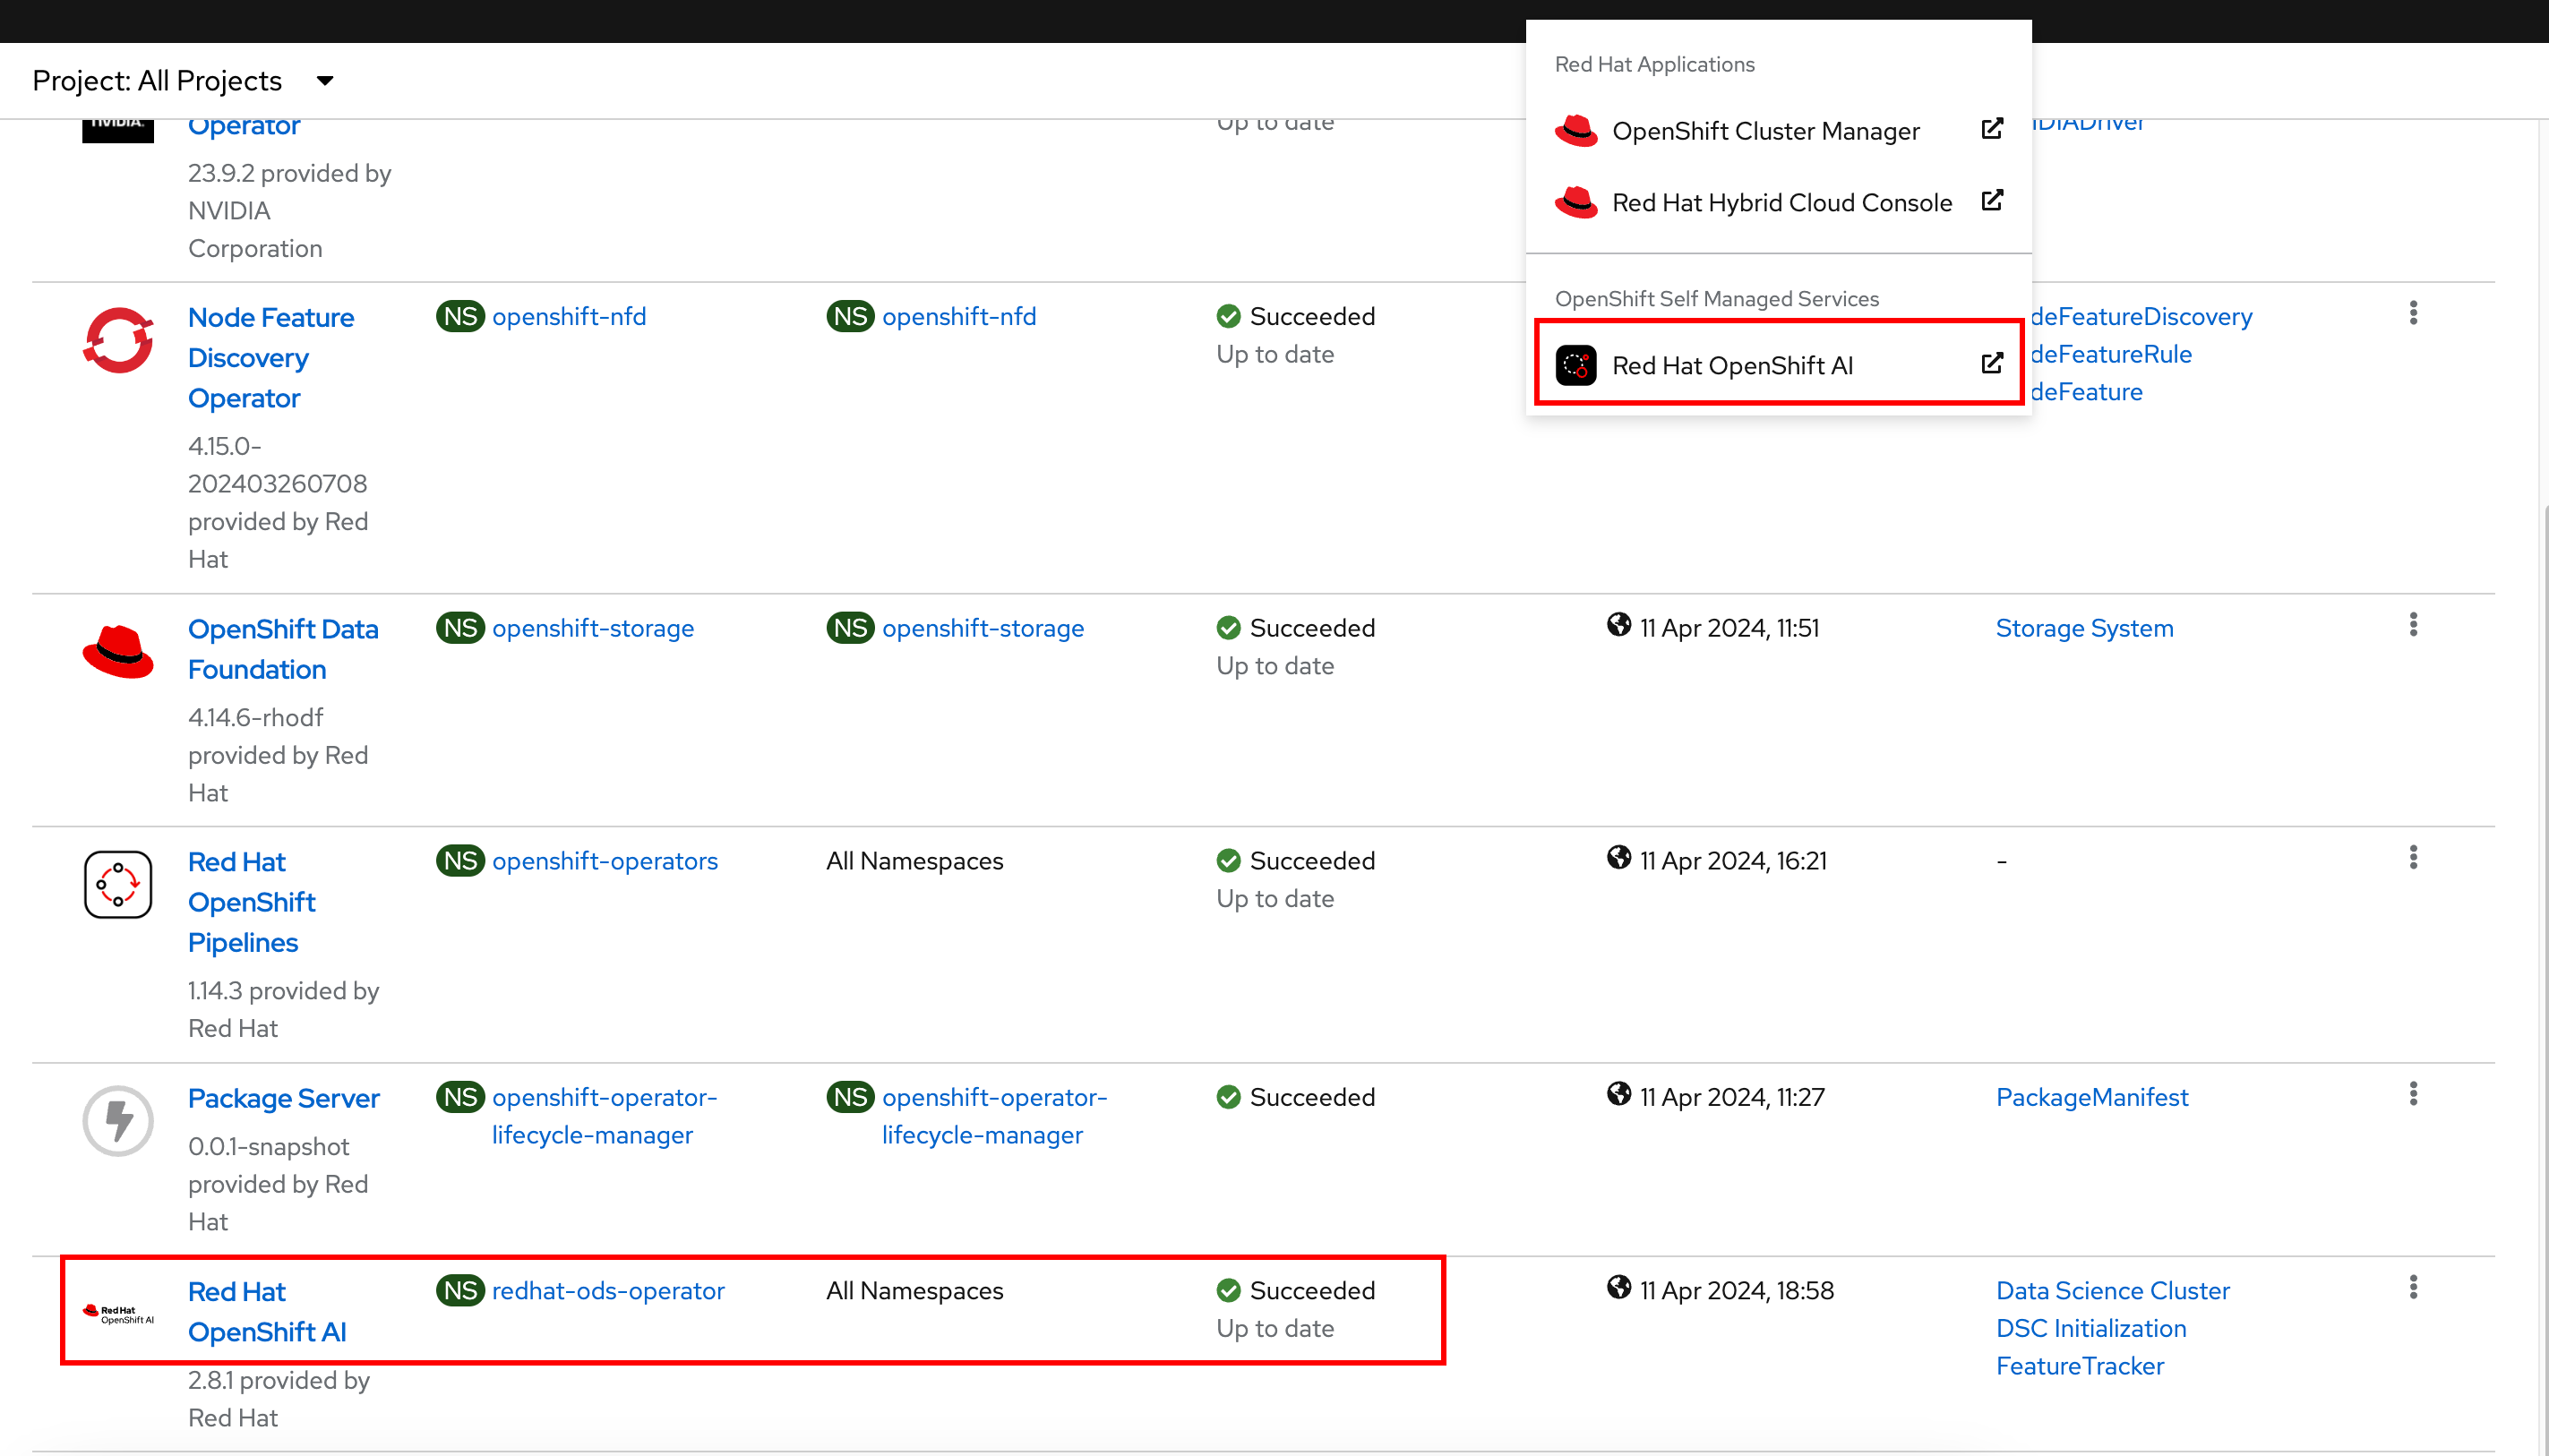 Project: All Projects
Red Hat Applications
OpenShift Cluster Manager
Red Hat Hybrid Cloud Console
OpenShift Self Managed Services
Red Hat OpenShift AI
NVIDIA.
Operator
23.9.2 provided by
NVIDIA
Corporation
Up to date
Node Feature
Discovery
Operator
4.15.0-
202403260708
provided by Red
Hat
NS openshift-nfd
NS openshift-nfd
Succeeded
Up to date
deFeatureDiscovery
deFeatureRule
deFeature
OpenShift Data
Foundation
4.14.6-rhodf
provided by Red
Hat
NS openshift-storage
NS openshift-storage
Succeeded
Up to date
11 Apr 2024, 11:51
Storage System
Red Hat
OpenShift
Pipelines
1.14.3 provided by
Red Hat
NS openshift-operators
All Namespaces
Succeeded
Up to date
11 Apr 2024, 16:21
-
Package Server
0.0.1-snapshot
provided by Red
Hat
NS openshift-operator-
lifecycle-manager
NS openshift-operator-
lifecycle-manager
Succeeded
11 Apr 2024, 11:27
PackageManifest
Red Hat
OpenShift AI
Red Hat
OpenShift AI
2.8.1 provided by
Red Hat
NS redhat-ods-operator
All Namespaces
Succeeded
Up to date
11 Apr 2024, 18:58
Data Science Cluster
DSC Initialization
FeatureTracker